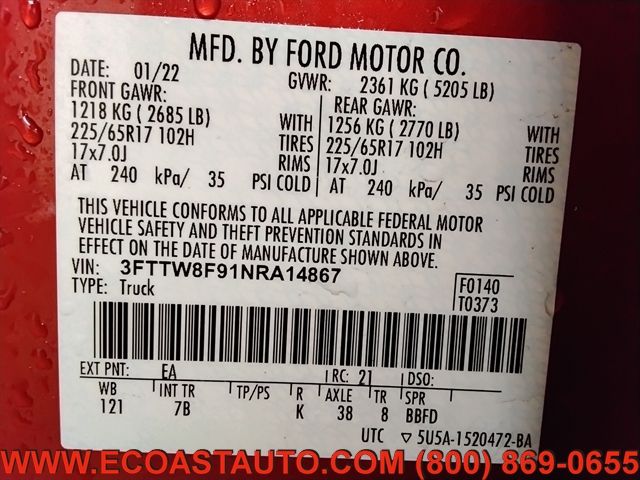 MFD. BY FORD MOTOR CO.
DATE: 01/22 GVWR: 2361 KG ( 5205 LB)
FRONT GAWR: REAR GAWR:
1218 KG ( 2685 LB) WITH 1256 KG ( 2770 LB) WITH
225/65R17 102H TIRES 225/65R17 102H TIRES
17x7.0J RIMS 17x7.0J RIMS
AT 240 kPa/ 35 PSI COLD AT 240 kPa/ 35 PSI COLD
THIS VEHICLE CONFORMS TO ALL APPLICABLE FEDERAL MOTOR
VEHICLE SAFETY AND THEFT PREVENTION STANDARDS IN
EFFECT ON THE DATE OF MANUFACTURE SHOWN ABOVE.
VIN: 3FTTW8F91NRA14867 F0140
TYPE: Truck T0373
EXT PNT: EA RC: 21 DSO:
WB INT TR TP/PS R AXLE TR SPR
121 7B K 38 8 BBFD
UTC ▽ 5U5A-1520472-BA
WWW.ECOASTAUTO.COM (800) 869-0655